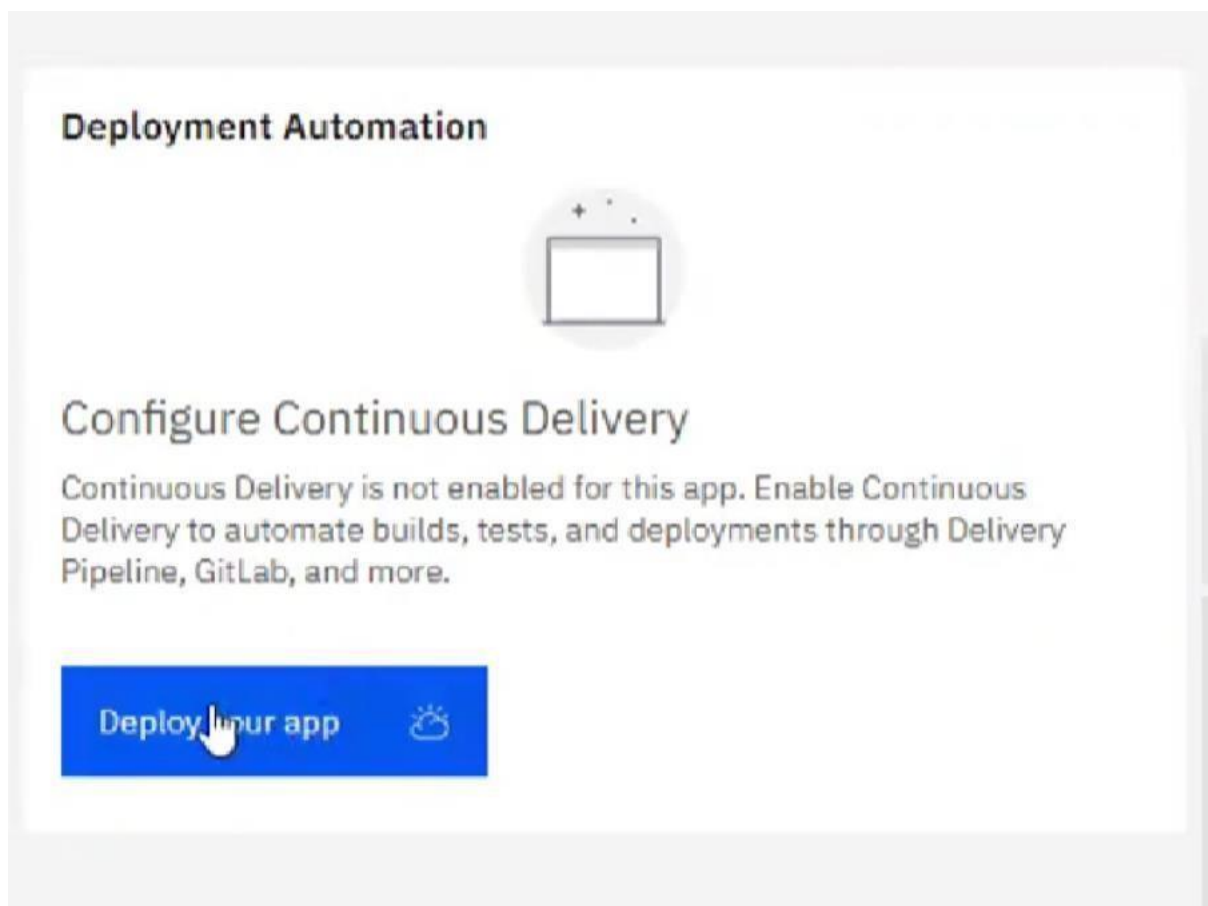 Deployment Automation
Configure Continuous Delivery
Continuous Delivery is not enabled for this app. Enable Continuous
Delivery to automate builds, tests, and deployments through Delivery
Pipeline, GitLab, and more.
Deploy your app